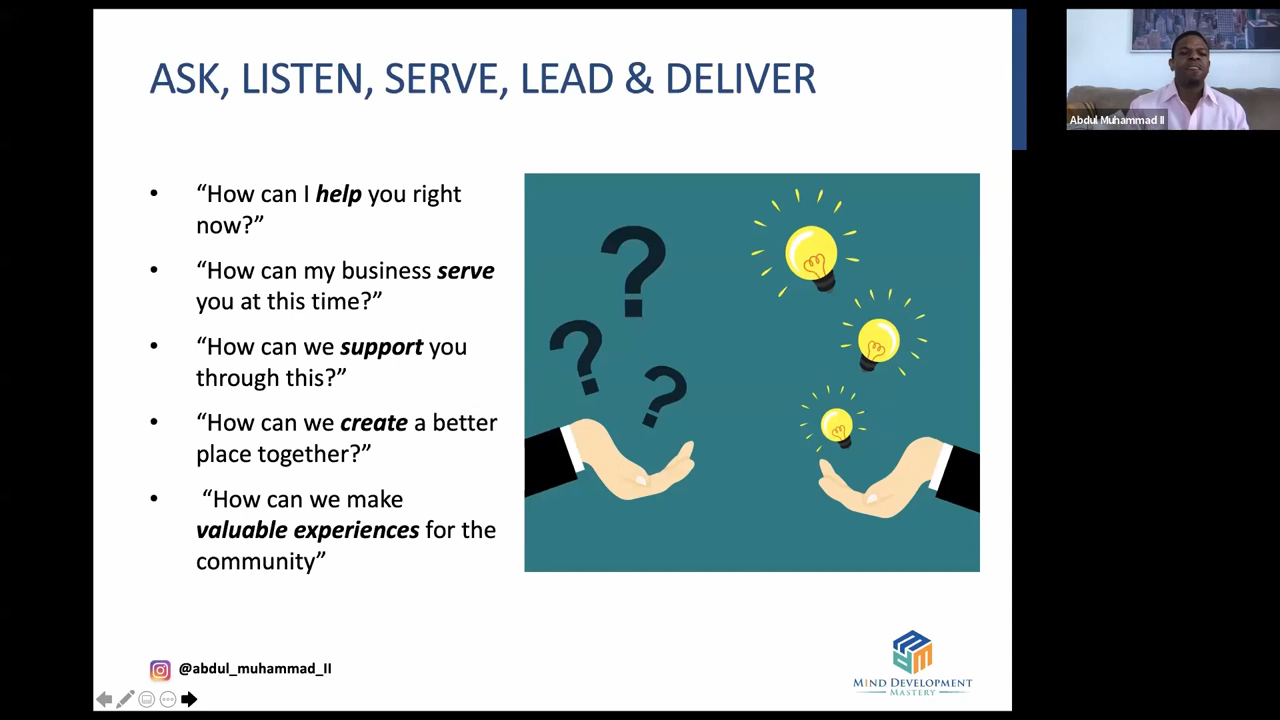 ASK, LISTEN, SERVE, LEAD & DELIVER
Abdul Muhammad II
• “How can I help you right
now?”
• “How can my business serve
you at this time?”
• “How can we support you
through this?”
• “How can we create a better
place together?”
• “How can we make
valuable experiences for the
community”
? ? ?
@abdul_muhammad_II
MIND DEVELOPMENT
MASTERY